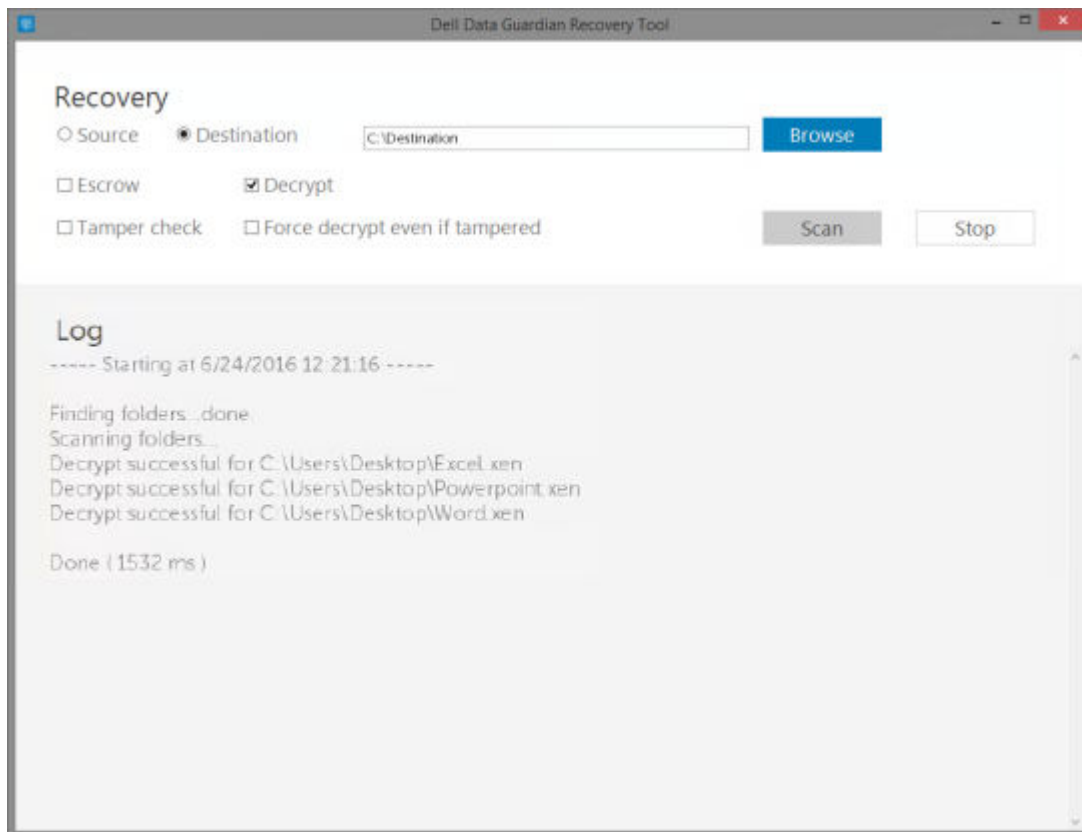 Dell Data Guardian Recovery Tool
Recovery
Source Destination C:\Destination Browse
Escrow Decrypt
Tamper check Force decrypt even if tampered Scan Stop
Log
----- Starting at 6/24/2016 12:21:16 -----
Finding folders...done.
Scanning folders...
Decrypt successful for C:\Users\Desktop\Excel.xen
Decrypt successful for C:\Users\Desktop\Powerpoint.xen
Decrypt successful for C:\Users\Desktop\Word.xen
Done ( 1532 ms )